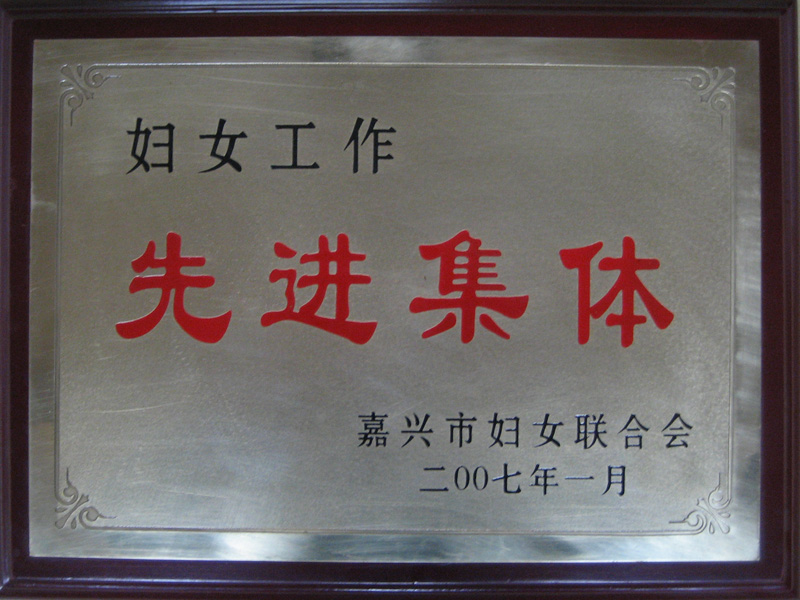 妇女工作
先进集体
嘉兴市妇女联合会
二00七年一月